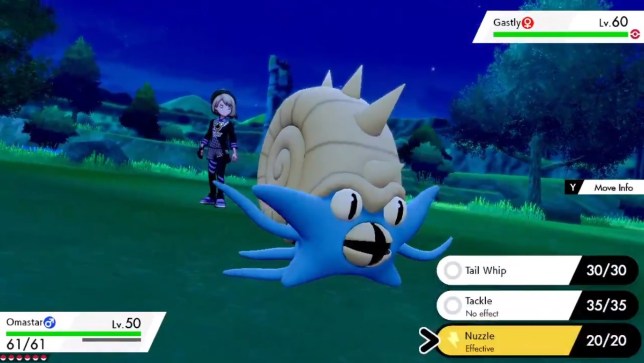 Gastly♀ Lv.60
Y Move Info
Tail Whip 30/30
Tackle 35/35
No effect
Nuzzle 20/20
Effective
Omastar♂ Lv.50
61/61